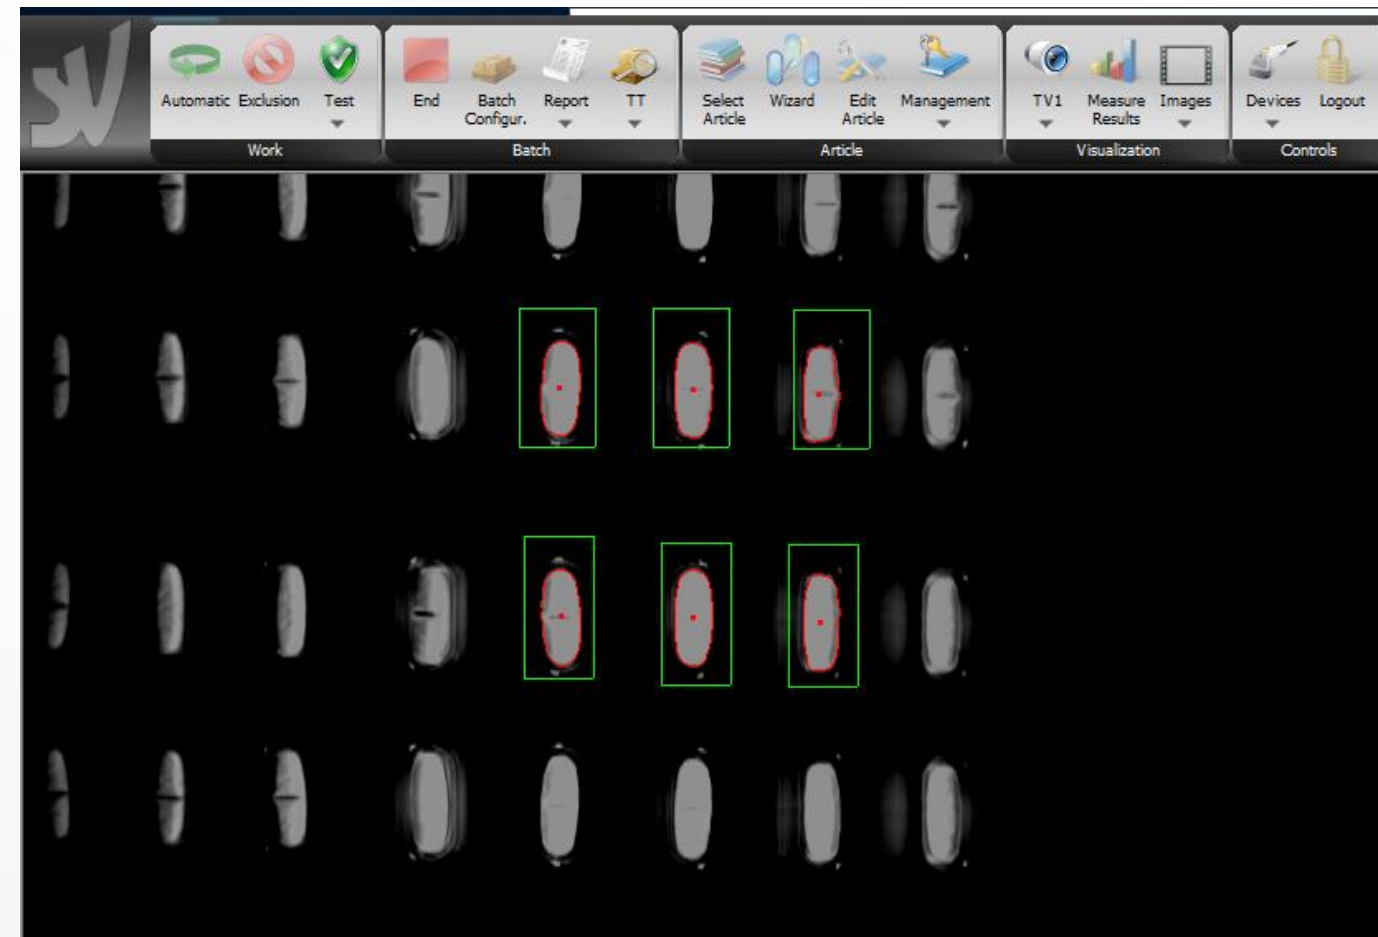 Automatic Exclusion Test End Batch Configur. Report TT Select Article Wizard Edit Article Management TV1 Measure Results Images Devices Logout
Work Batch Article Visualization Controls